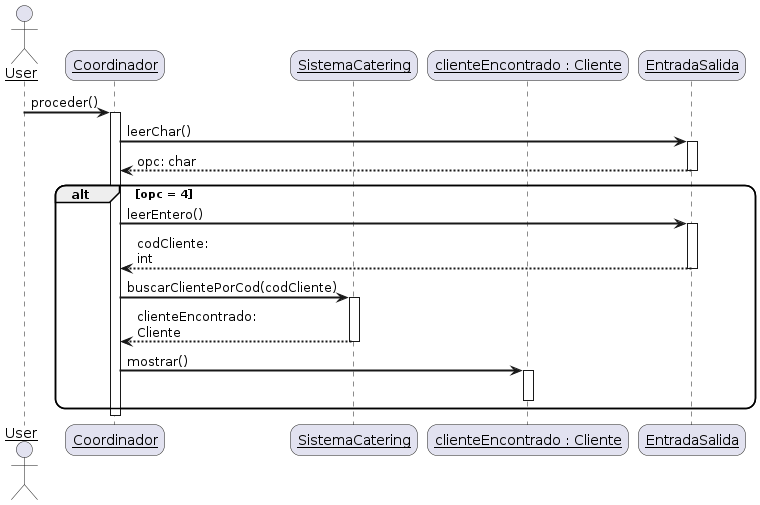 User
Coordinador
SistemaCatering
clienteEncontrado : Cliente
EntradaSalida
proceder()
leerChar()
opc: char
alt
[opc = 4]
leerEntero()
codCliente:
int
buscarClientePorCod(codCliente)
clienteEncontrado:
Cliente
mostrar()
User
Coordinador
SistemaCatering
clienteEncontrado : Cliente
EntradaSalida